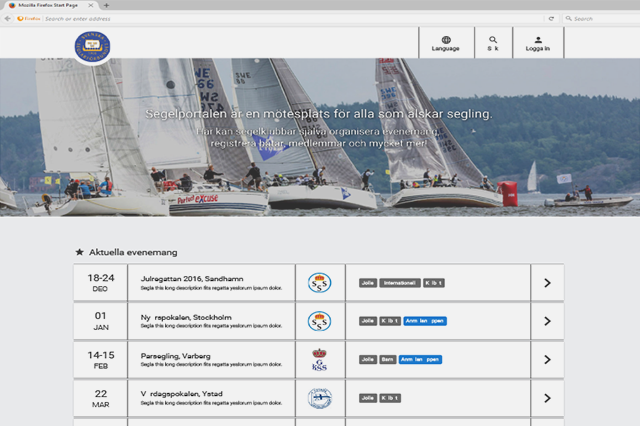 Mozilla Firefox Start Page
Firefox
Search or enter address
Search
Language
S k
Logga in
Segelportalen är en mötesplats för alla som älskar segling.
Här kan segelklubbar själva organisera evenemang,
registrera båtar, medlemmar och mycket mer!
Aktuella evenemang
18-24
DEC
Julregattan 2016, Sandhamn
Segla this long description fits regatta yeslorum ipsum dolor.
SSS
Jolle Internationell K lb t
01
JAN
Ny rspokalen, Stockholm
Segla this long description fits regatta yeslorum ipsum dolor.
SSS
Jolle K lb t Anm lan ppen
14-15
FEB
Parsegling, Varberg
Segla this long description fits regatta yeslorum ipsum dolor.
G
KSS
Jolle Barn Anm lan ppen
22
MAR
V rdagspokalen, Ystad
Segla this long description fits regatta yeslorum ipsum dolor.
Jolle K lb t